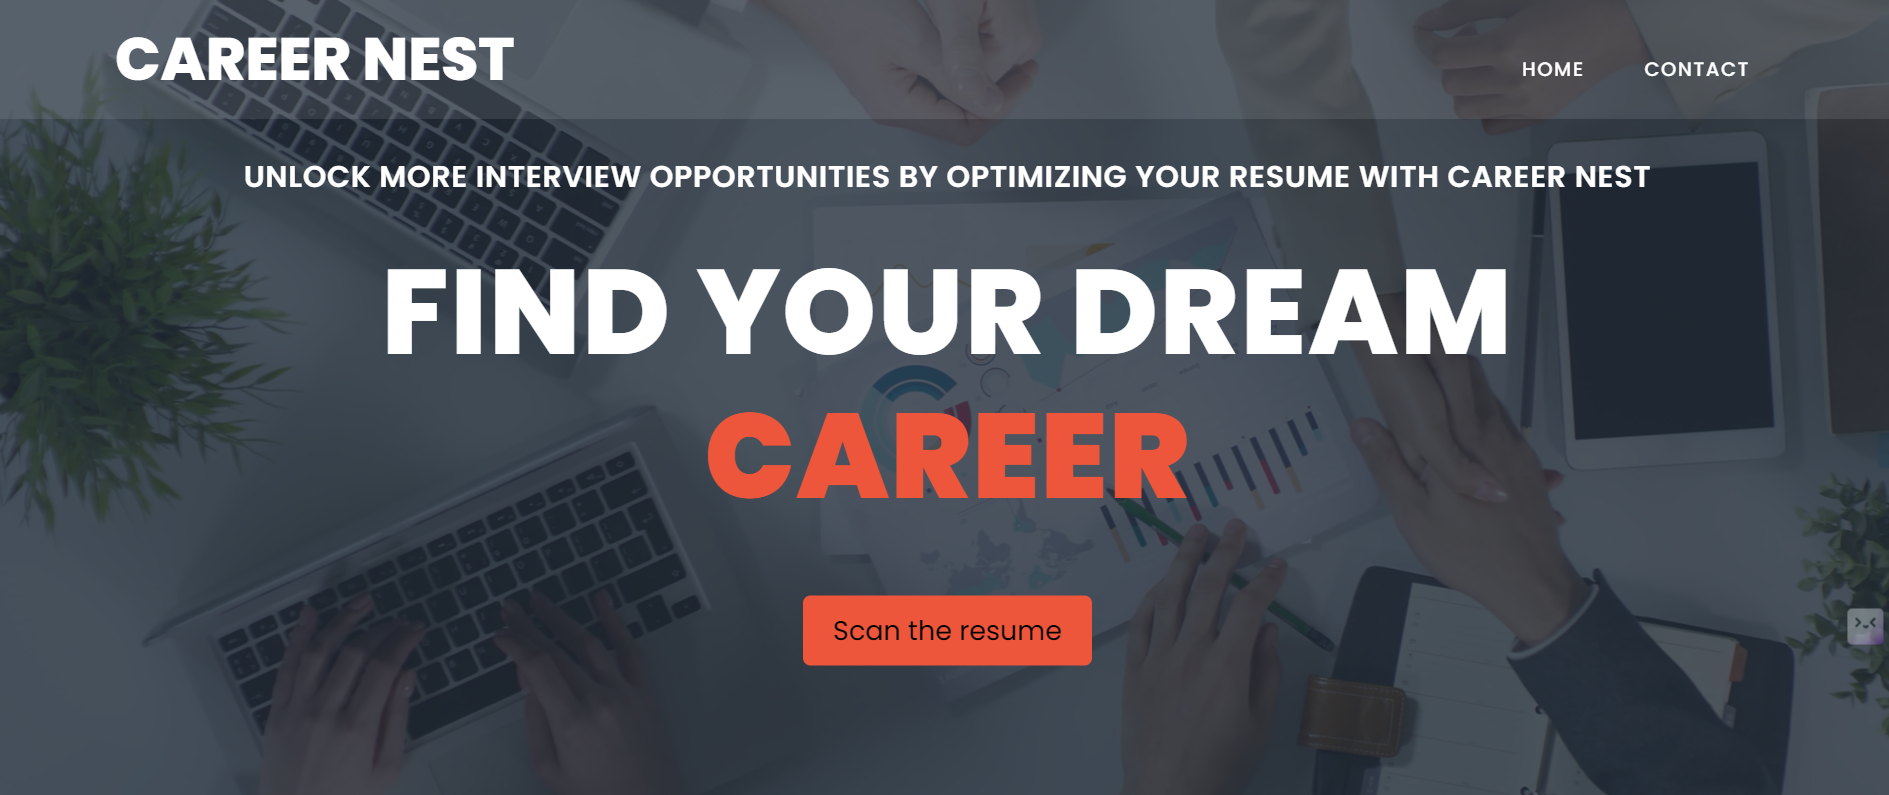 CAREER NEST
HOME
CONTACT
UNLOCK MORE INTERVIEW OPPORTUNITIES BY OPTIMIZING YOUR RESUME WITH CAREER NEST
FIND YOUR DREAM
CAREER
Scan the resume